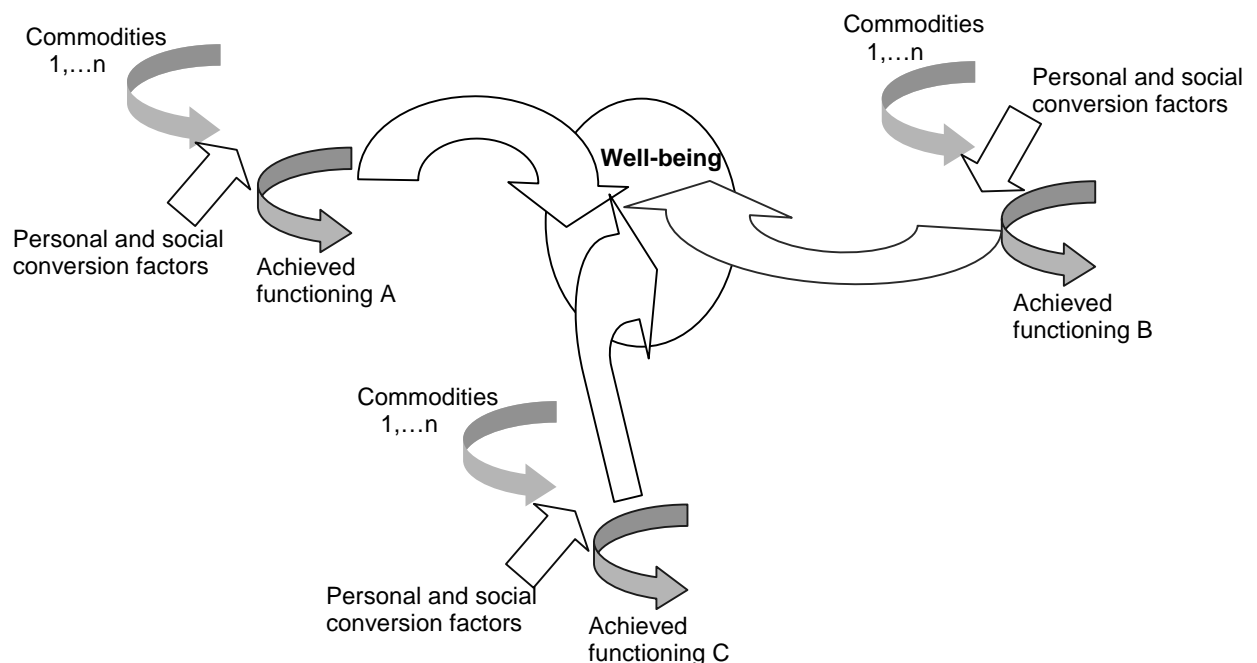 Commodities
1,…n
Personal and social
conversion factors
Achieved
functioning A
Well-being
Commodities
1,…n
Personal and social
conversion factors
Achieved
functioning B
Commodities
1,…n
Personal and social
conversion factors
Achieved
functioning C